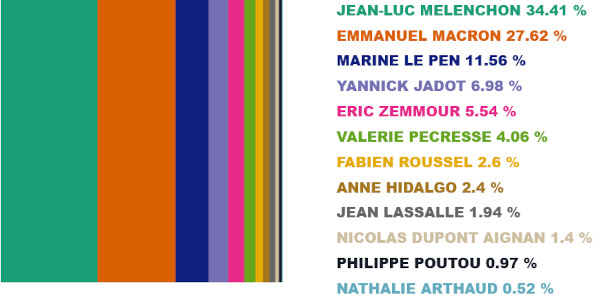 JEAN-LUC MELENCHON 34.41 %
EMMANUEL MACRON 27.62 %
MARINE LE PEN 11.56 %
YANNICK JADOT 6.98 %
ERIC ZEMMOUR 5.54 %
VALERIE PECRESSE 4.06 %
FABIEN ROUSSEL 2.6 %
ANNE HIDALGO 2.4 %
JEAN LASSALLE 1.94 %
NICOLAS DUPONT AIGNAN 1.4 %
PHILIPPE POUTOU 0.97 %
NATHALIE ARTHAUD 0.52 %